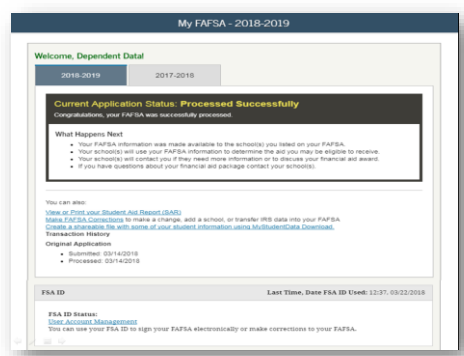 My FAFSA - 2018-2019
Welcome, Dependent Data!
2018-2019
2017-2018
Current Application Status: Processed Successfully
Congratulations, your FAFSA was successfully processed.
What Happens Next
• Your FAFSA information was made available to the school(s) you listed on your FAFSA.
• Your school(s) will use your FAFSA information to determine the aid you may be eligible to receive.
• Your school(s) will contact you if they need more information or to discuss your financial aid award.
• If you have questions about your financial aid package contact your school(s).
You can also:
View or Print your Student Aid Report (SAR)
Make FAFSA Corrections to make a change, add a school, or transfer IRS data into your FAFSA
Create a shareable file with some of your student information using MyStudentData Download.
Transaction History
Original Application
• Submitted: 03/14/2018
• Processed: 03/14/2018
FSA ID
Last Time, Date FSA ID Used: 12:37, 03/22/2018
FSA ID Status:
User Account Management
You can use your FSA ID to sign your FAFSA electronically or make corrections to your FAFSA.